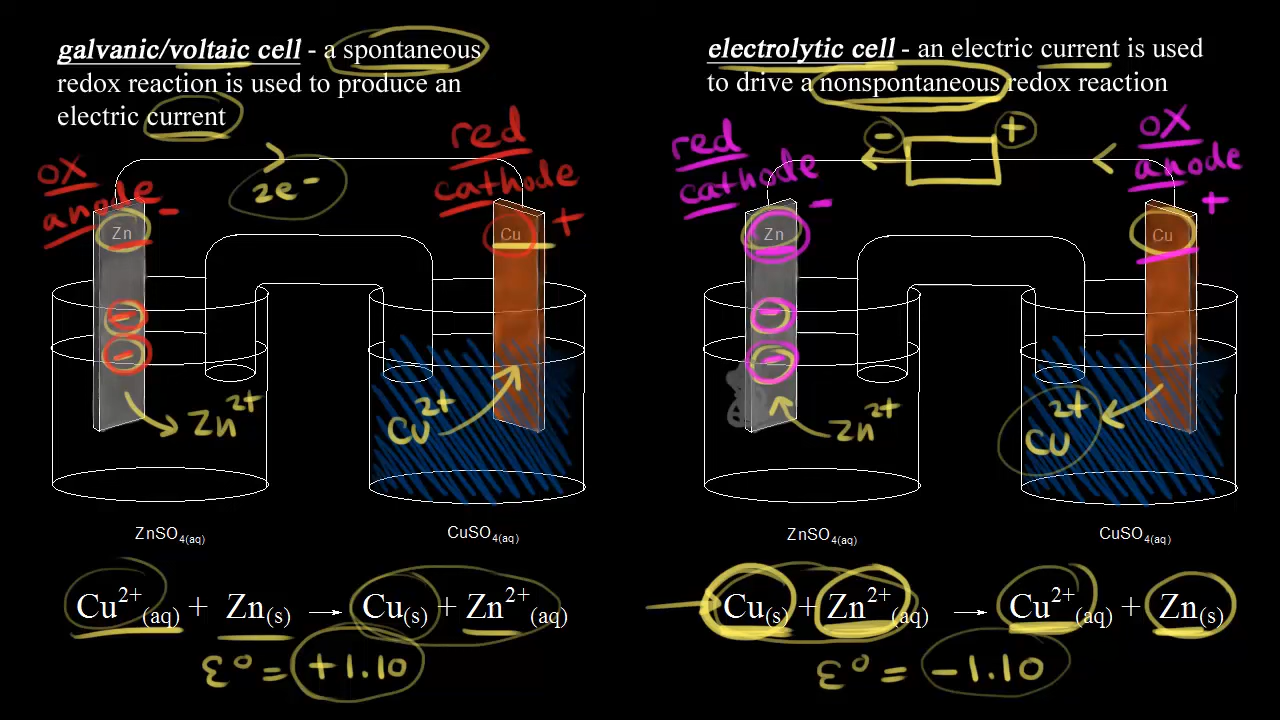 galvanic/voltaic cell - a spontaneous
redox reaction is used to produce an
electric current
ox
anode -
2e⁻
red
cathode
+
Zn
Cu
-
-
Zn²⁺
Cu²⁺
ZnSO₄(aq)
CuSO₄(aq)
Cu²⁺(aq) + Zn(s) → Cu(s) + Zn²⁺(aq)
ε° = +1.10
electrolytic cell - an electric current is used
to drive a nonspontaneous redox reaction
red
cathode
-
- +
ox
anode
+
Zn
Cu
-
-
Zn²⁺
Cu²⁺
ZnSO₄(aq)
CuSO₄(aq)
Cu(s) + Zn²⁺(aq) → Cu²⁺(aq) + Zn(s)
ε° = -1.10